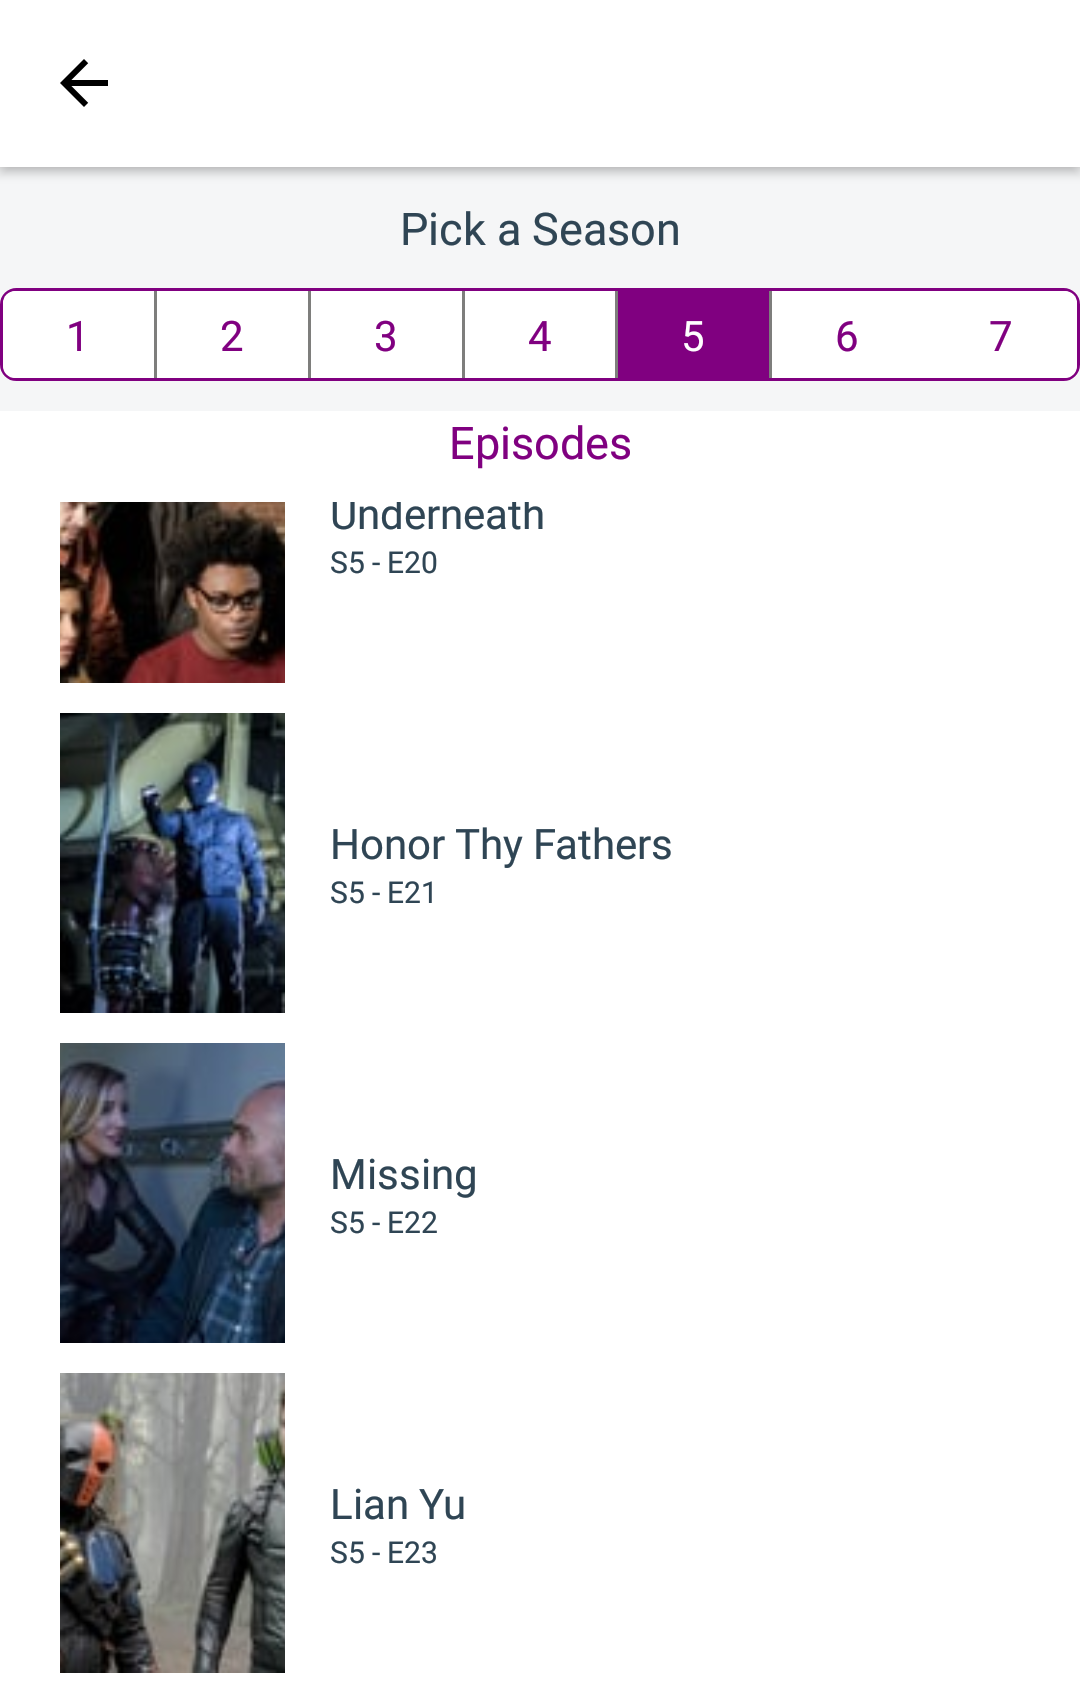 Pick a Season
1 2 3 4 5 6 7
Episodes
Underneath
S5 - E20
Honor Thy Fathers
S5 - E21
Missing
S5 - E22
Lian Yu
S5 - E23